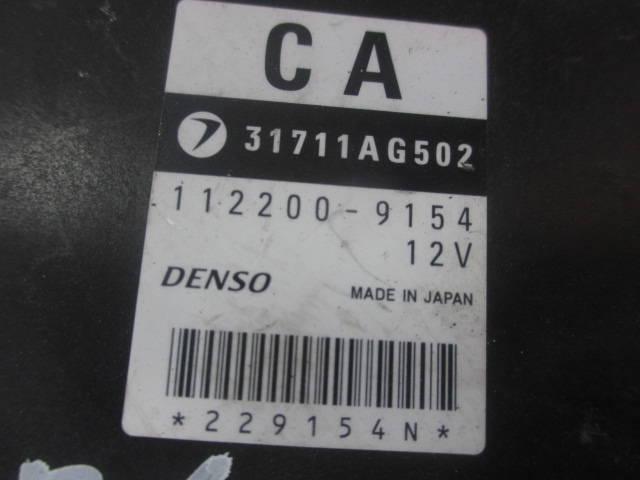 CA
31711AG502
112200-9154
12V
DENSO MADE IN JAPAN
*229154N*